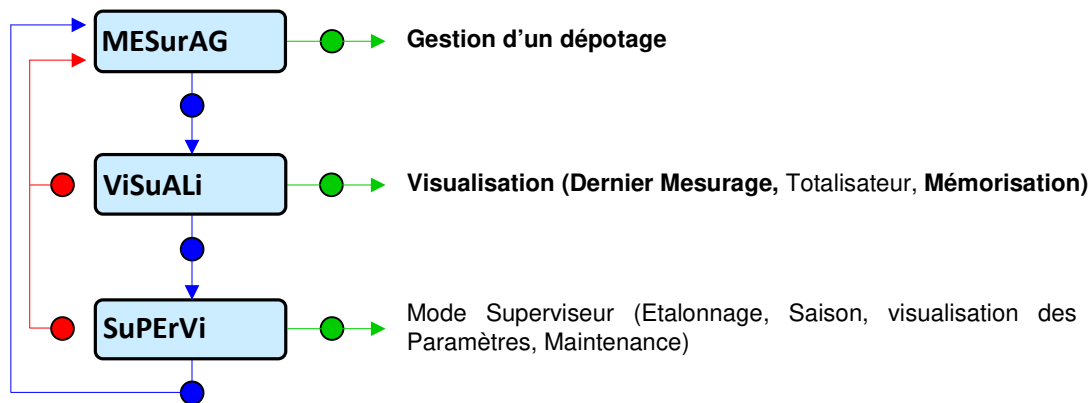 MESurAG
Gestion d’un dépotage
ViSuALi
Visualisation (Dernier Mesurage, Totalisateur, Mémorisation)
SuPErVi
Mode Superviseur (Etalonnage, Saison, visualisation des
Paramètres, Maintenance)